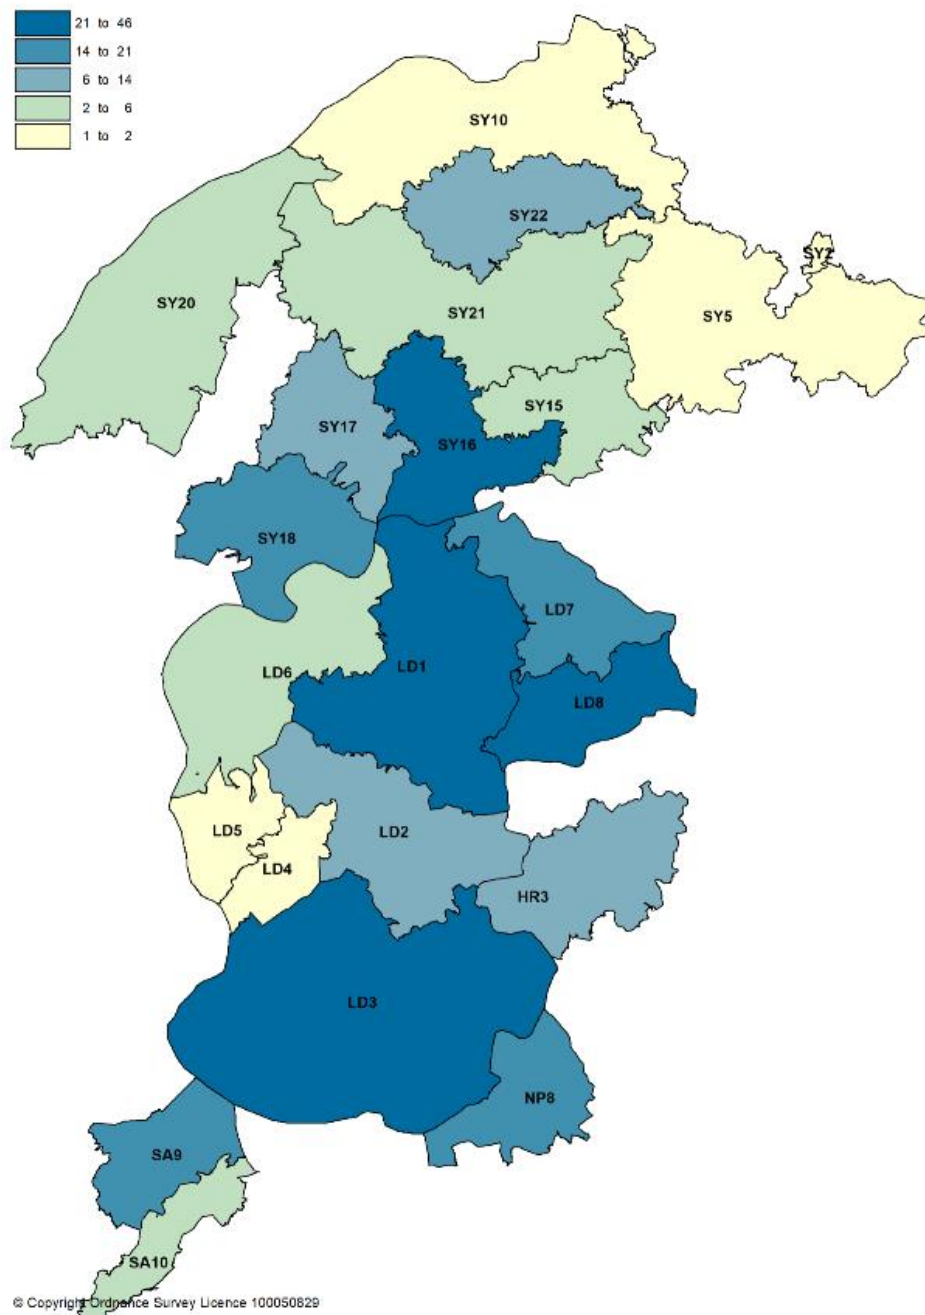 21 to 46
14 to 21
6 to 14
2 to 6
1 to 2
SY10
SY22
SY2
SY20
SY21
SY5
SY15
SY17
SY16
SY18
LD7
LD6
LD1
LD8
LD5
LD2
LD4
HR3
LD3
NP8
SA9
SA10
© Copyright Ordnance Survey Licence 100050829